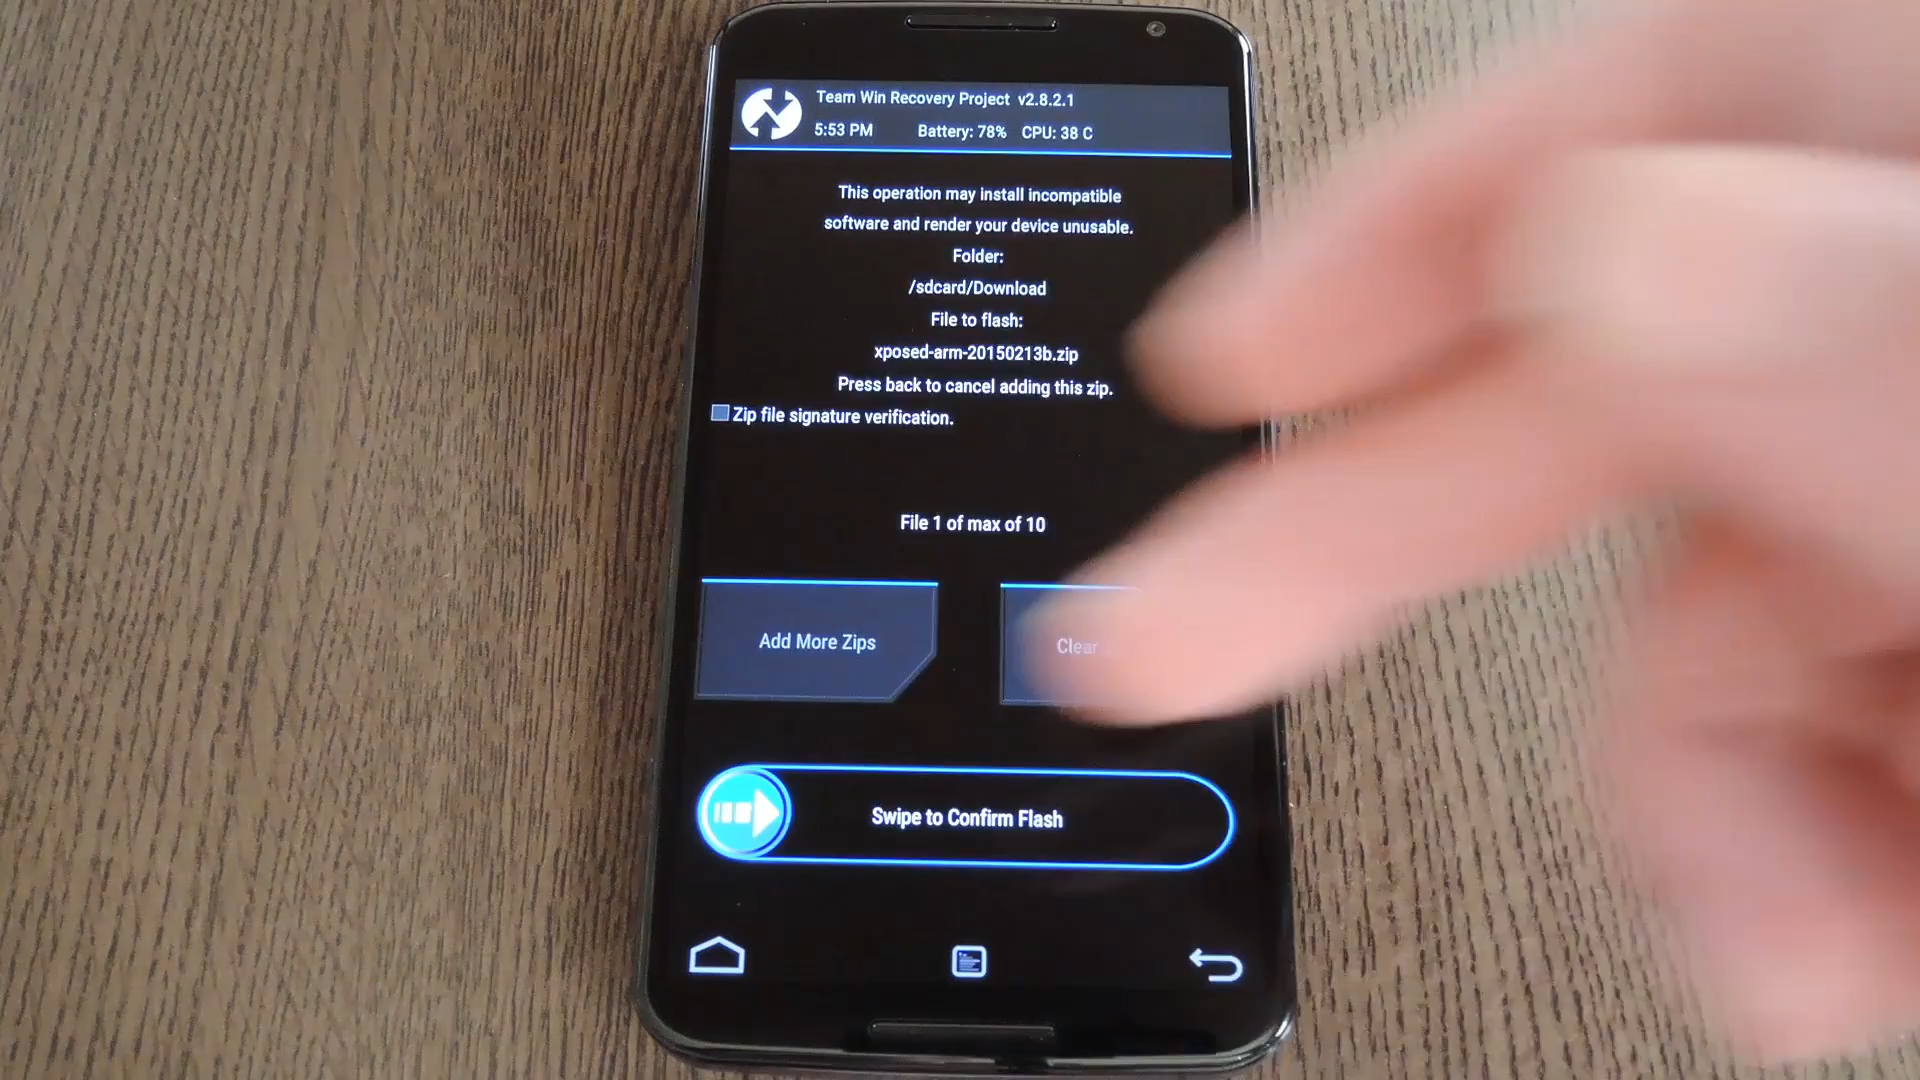 Team Win Recovery Project v2.8.2.1
5:53 PM Battery: 78% CPU: 38 C
This operation may install incompatible
software and render your device unusable.
Folder:
/sdcard/Download
File to flash:
xposed-arm-20150213b.zip
Press back to cancel adding this zip.
Zip file signature verification.
File 1 of max of 10
Add More Zips
Clear
Swipe to Confirm Flash